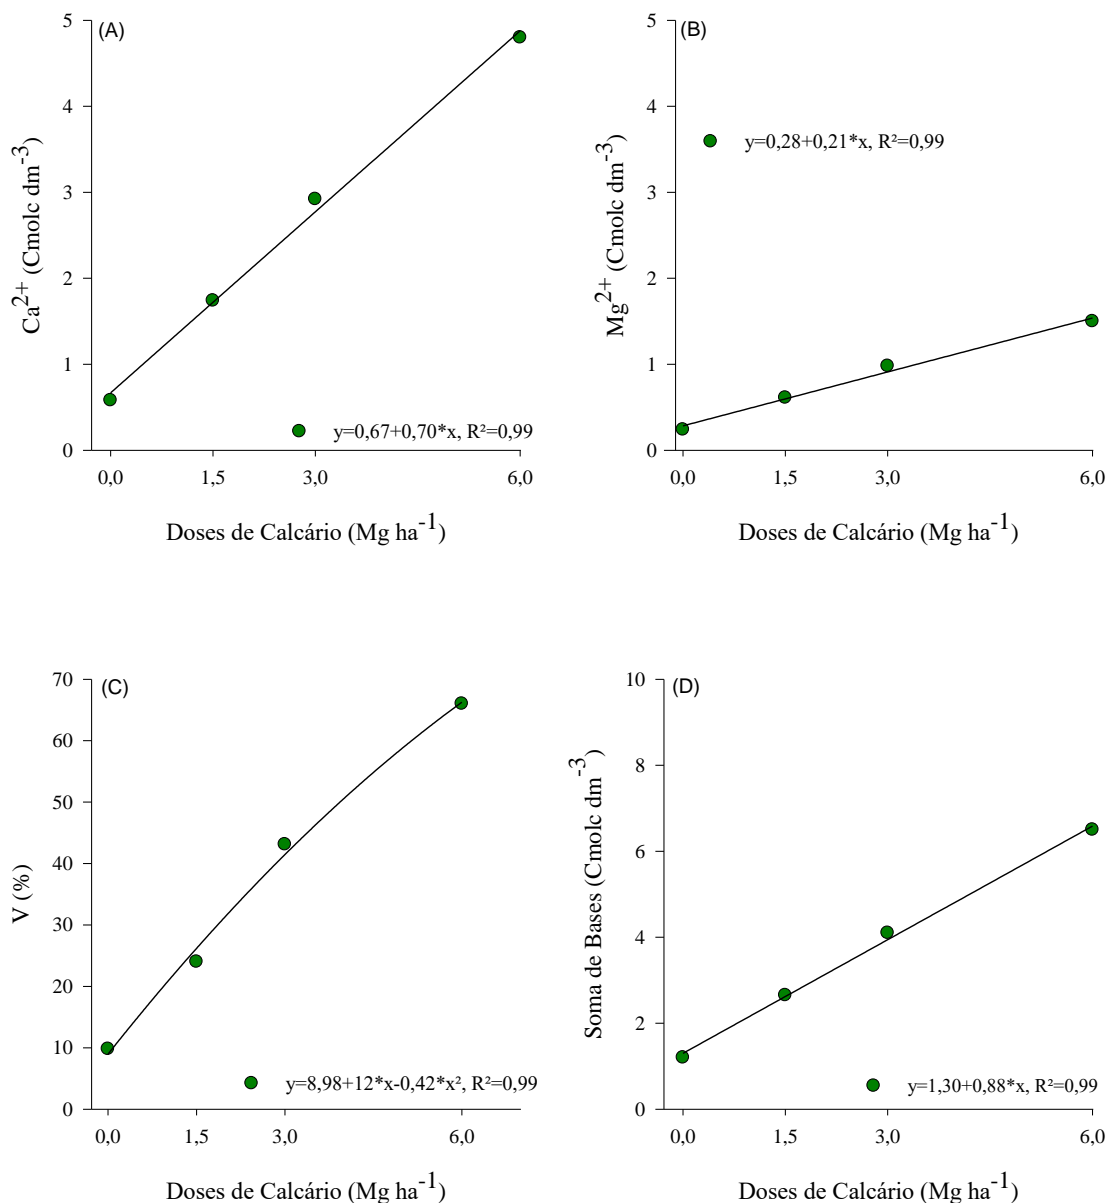 (A)
5
4
3
2
1
0
Ca²⁺ (Cmolc dm⁻³)
y=0,67+0,70*x, R²=0,99
0,0 1,5 3,0 6,0
Doses de Calcário (Mg ha⁻¹)
(B)
5
4
3
2
1
0
Mg²⁺ (Cmolc dm⁻³)
y=0,28+0,21*x, R²=0,99
0,0 1,5 3,0 6,0
Doses de Calcário (Mg ha⁻¹)
(C)
70
60
50
40
30
20
10
0
V (%)
y=8,98+12*x-0,42*x², R²=0,99
0,0 1,5 3,0 6,0
Doses de Calcário (Mg ha⁻¹)
(D)
10
8
6
4
2
0
Soma de Bases (Cmolc dm⁻³)
y=1,30+0,88*x, R²=0,99
0,0 1,5 3,0 6,0
Doses de Calcário (Mg ha⁻¹)